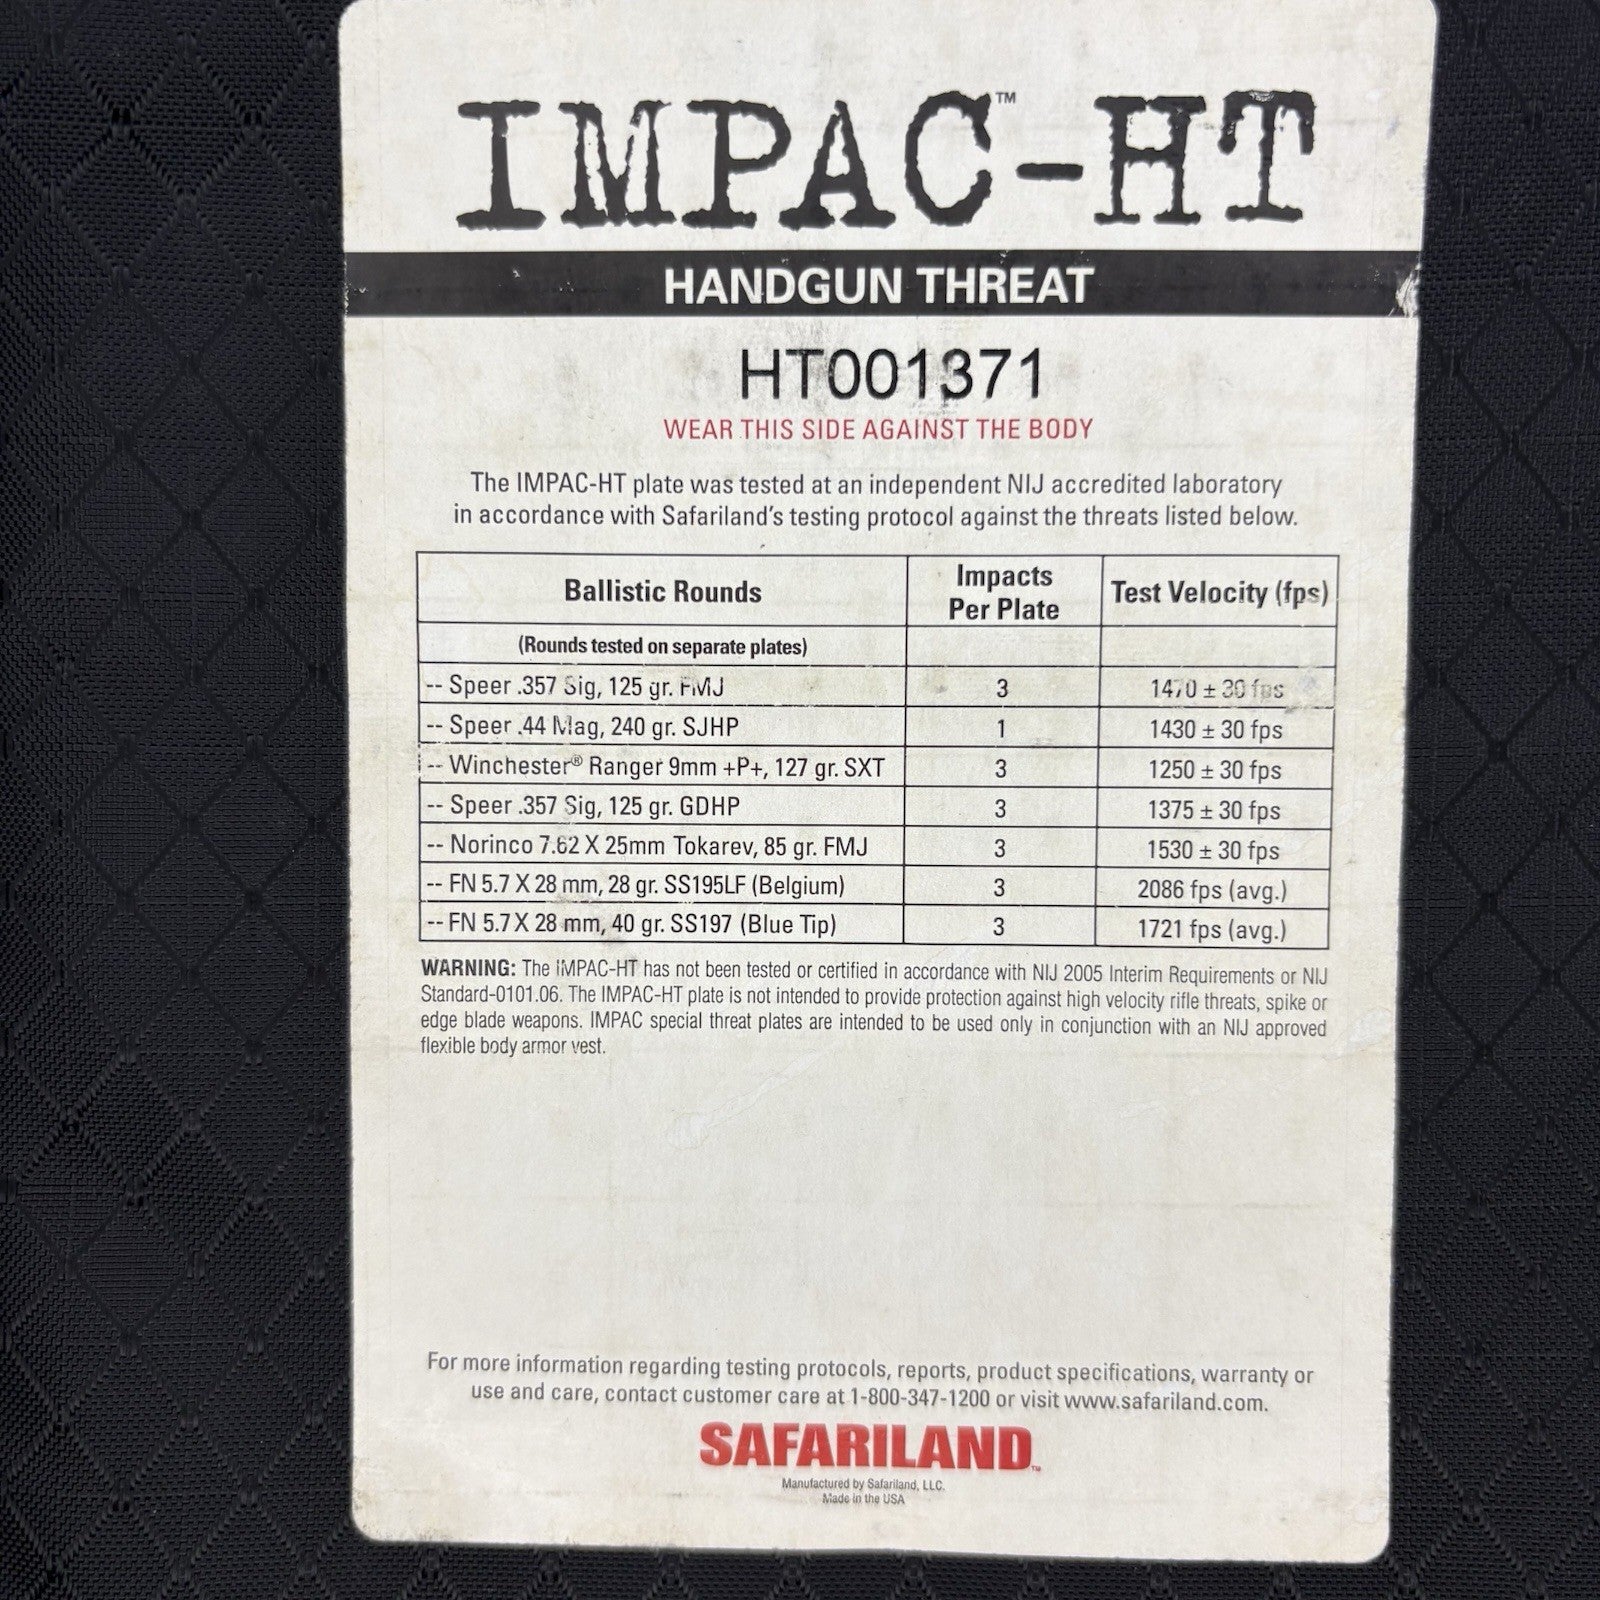 IMPAC-HT™
HANDGUN THREAT
HT001371
WEAR THIS SIDE AGAINST THE BODY
The IMPAC-HT plate was tested at an independent NIJ accredited laboratory
in accordance with Safariland's testing protocol against the threats listed below.
Ballistic Rounds Impacts Per Plate Test Velocity (fps)
(Rounds tested on separate plates)
-- Speer .357 Sig, 125 gr. FMJ 3 1470 ± 30 fps
-- Speer .44 Mag, 240 gr. SJHP 1 1430 ± 30 fps
-- Winchester® Ranger 9mm +P+, 127 gr. SXT 3 1250 ± 30 fps
-- Speer .357 Sig, 125 gr. GDHP 3 1375 ± 30 fps
-- Norinco 7.62 X 25mm Tokarev, 85 gr. FMJ 3 1530 ± 30 fps
-- FN 5.7 X 28 mm, 28 gr. SS195LF (Belgium) 3 2086 fps (avg.)
-- FN 5.7 X 28 mm, 40 gr. SS197 (Blue Tip) 3 1721 fps (avg.)
WARNING: The IMPAC-HT has not been tested or certified in accordance with NIJ 2005 Interim Requirements or NIJ
Standard-0101.06. The IMPAC-HT plate is not intended to provide protection against high velocity rifle threats, spike or
edge blade weapons. IMPAC special threat plates are intended to be used only in conjunction with an NIJ approved
flexible body armor vest.
For more information regarding testing protocols, reports, product specifications, warranty or
use and care, contact customer care at 1-800-347-1200 or visit www.safariland.com.
SAFARILAND™
Manufactured by Safariland, LLC.
Made in the USA